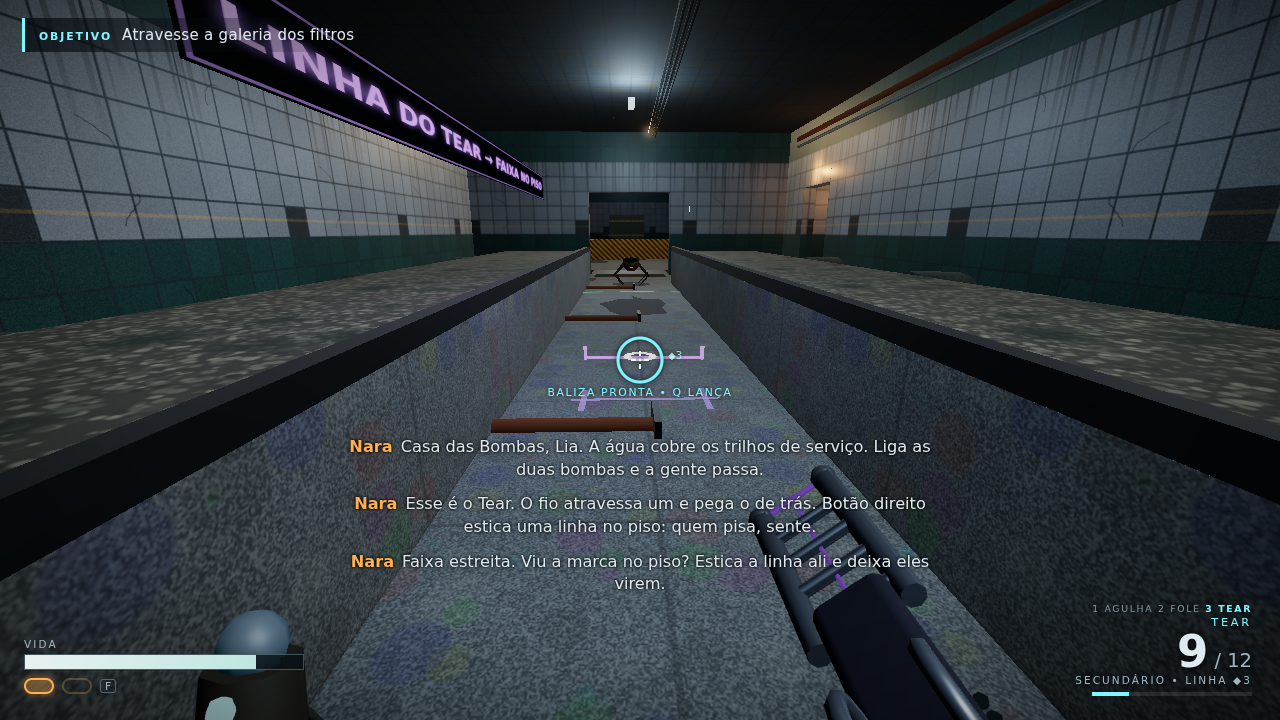 OBJETIVO Atravesse a galeria dos filtros
LINHA DO TEAR → FAIXA NO PISO
◆3
BALIZA PRONTA • Q LANÇA
Nara Casa das Bombas, Lia. A água cobre os trilhos de serviço. Liga as
duas bombas e a gente passa.
Nara Esse é o Tear. O fio atravessa um e pega o de trás. Botão direito
estica uma linha no piso: quem pisa, sente.
Nara Faixa estreita. Viu a marca no piso? Estica a linha ali e deixa eles
virem.
VIDA
F
1 AGULHA 2 FOLE 3 TEAR
TEAR
9 / 12
SECUNDÁRIO • LINHA ◆3